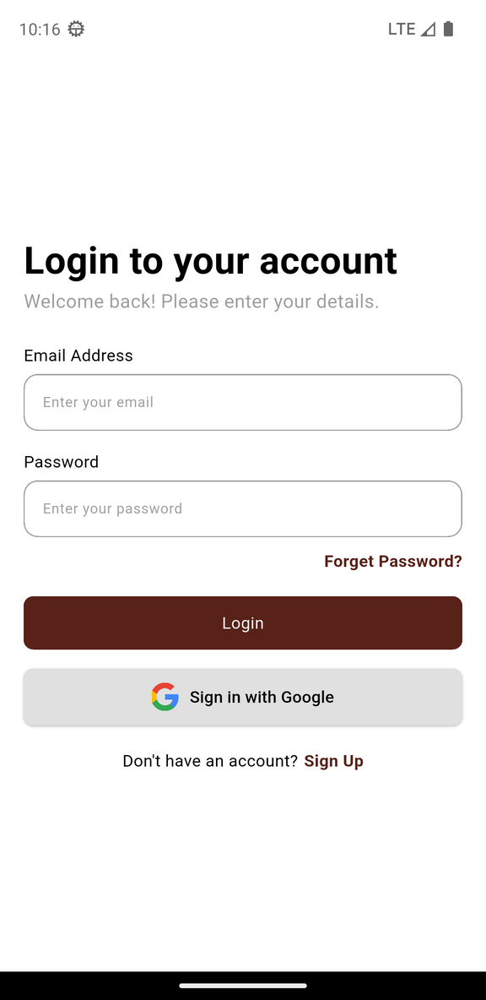 10:16
LTE
Login to your account
Welcome back! Please enter your details.
Email Address
Enter your email
Password
Enter your password
Forget Password?
Login
Sign in with Google
Don't have an account? Sign Up